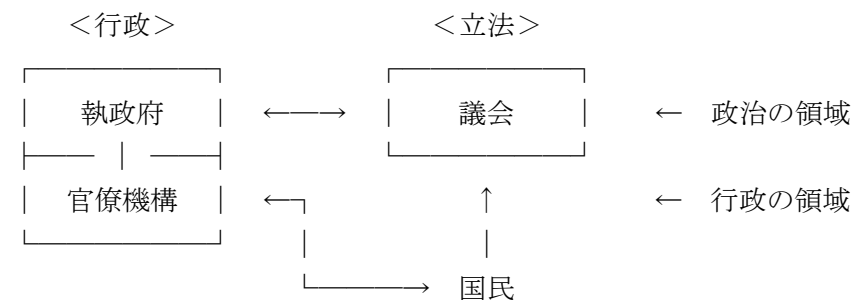 ＜行政＞ ＜立法＞
執政府 ←─→ 議会 ← 政治の領域
官僚機構 ←┐ ↑ ← 行政の領域
└───→ 国民